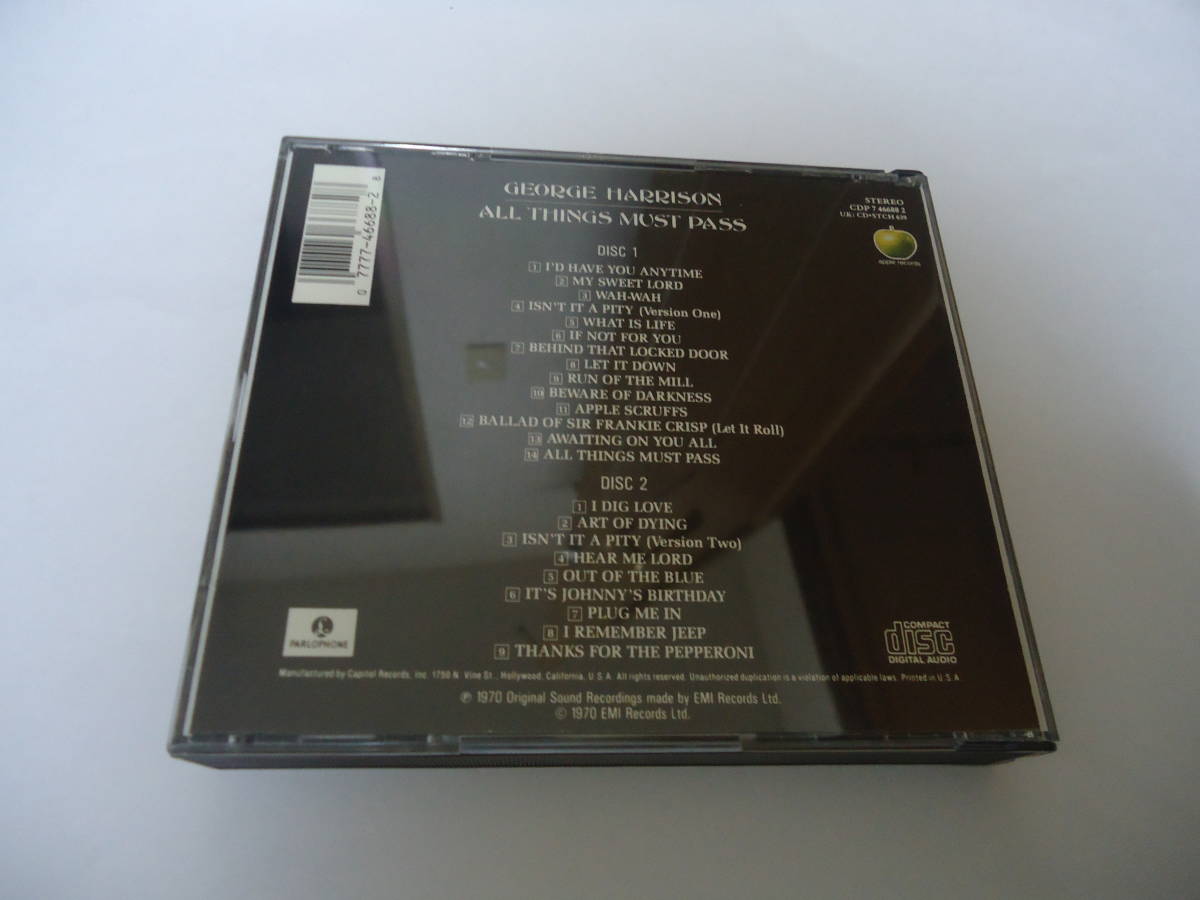 GEORGE HARRISON
ALL THINGS MUST PASS
STEREO
CDP 7 46688 2
UK: CD•STCH 639
apple records
0 7777-46688-2 8
DISC 1
1 I'D HAVE YOU ANYTIME
2 MY SWEET LORD
3 WAH-WAH
4 ISN'T IT A PITY (Version One)
5 WHAT IS LIFE
6 IF NOT FOR YOU
7 BEHIND THAT LOCKED DOOR
8 LET IT DOWN
9 RUN OF THE MILL
10 BEWARE OF DARKNESS
11 APPLE SCRUFFS
12 BALLAD OF SIR FRANKIE CRISP (Let It Roll)
13 AWAITING ON YOU ALL
14 ALL THINGS MUST PASS
DISC 2
1 I DIG LOVE
2 ART OF DYING
3 ISN'T IT A PITY (Version Two)
4 HEAR ME LORD
5 OUT OF THE BLUE
6 IT'S JOHNNY'S BIRTHDAY
7 PLUG ME IN
8 I REMEMBER JEEP
9 THANKS FOR THE PEPPERONI
PARLOPHONE
COMPACT
disc
DIGITAL AUDIO
Manufactured by Capitol Records, Inc. 1750 N. Vine St., Hollywood, California, U.S.A. All rights reserved. Unauthorized duplication is a violation of applicable laws. Printed in U.S.A.
℗ 1970 Original Sound Recordings made by EMI Records Ltd.
© 1970 EMI Records Ltd.